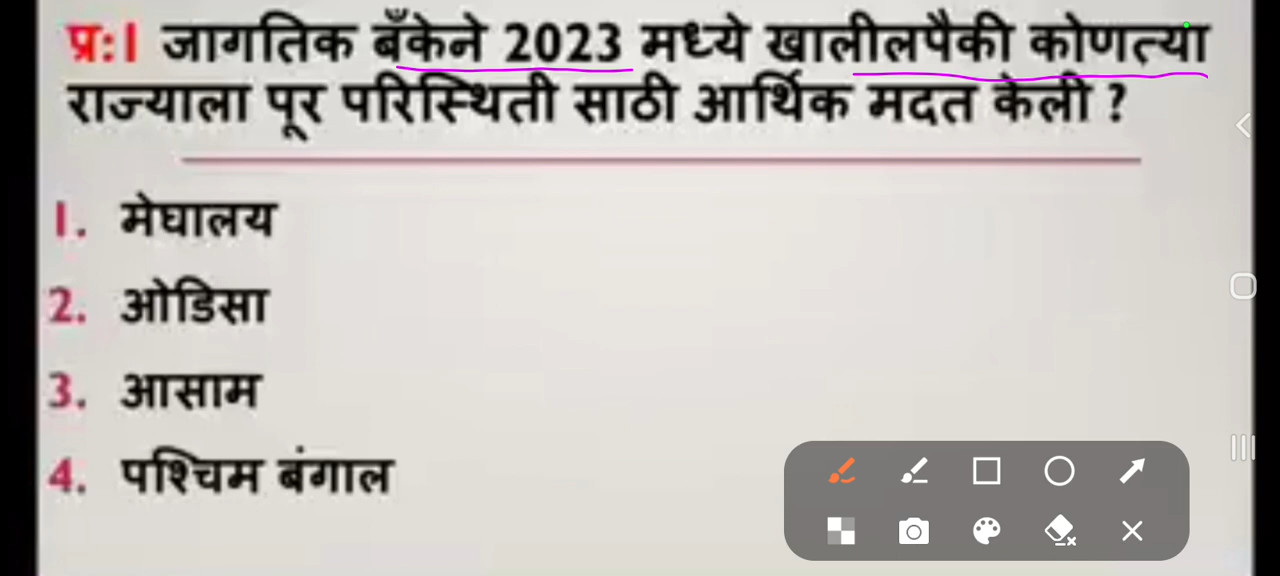 प्र:1 जागतिक बँकेने 2023 मध्ये खालीलपैकी कोणत्या
राज्याला पूर परिस्थिती साठी आर्थिक मदत केली ?
1. मेघालय
2. ओडिसा
3. आसाम
4. पश्चिम बंगाल